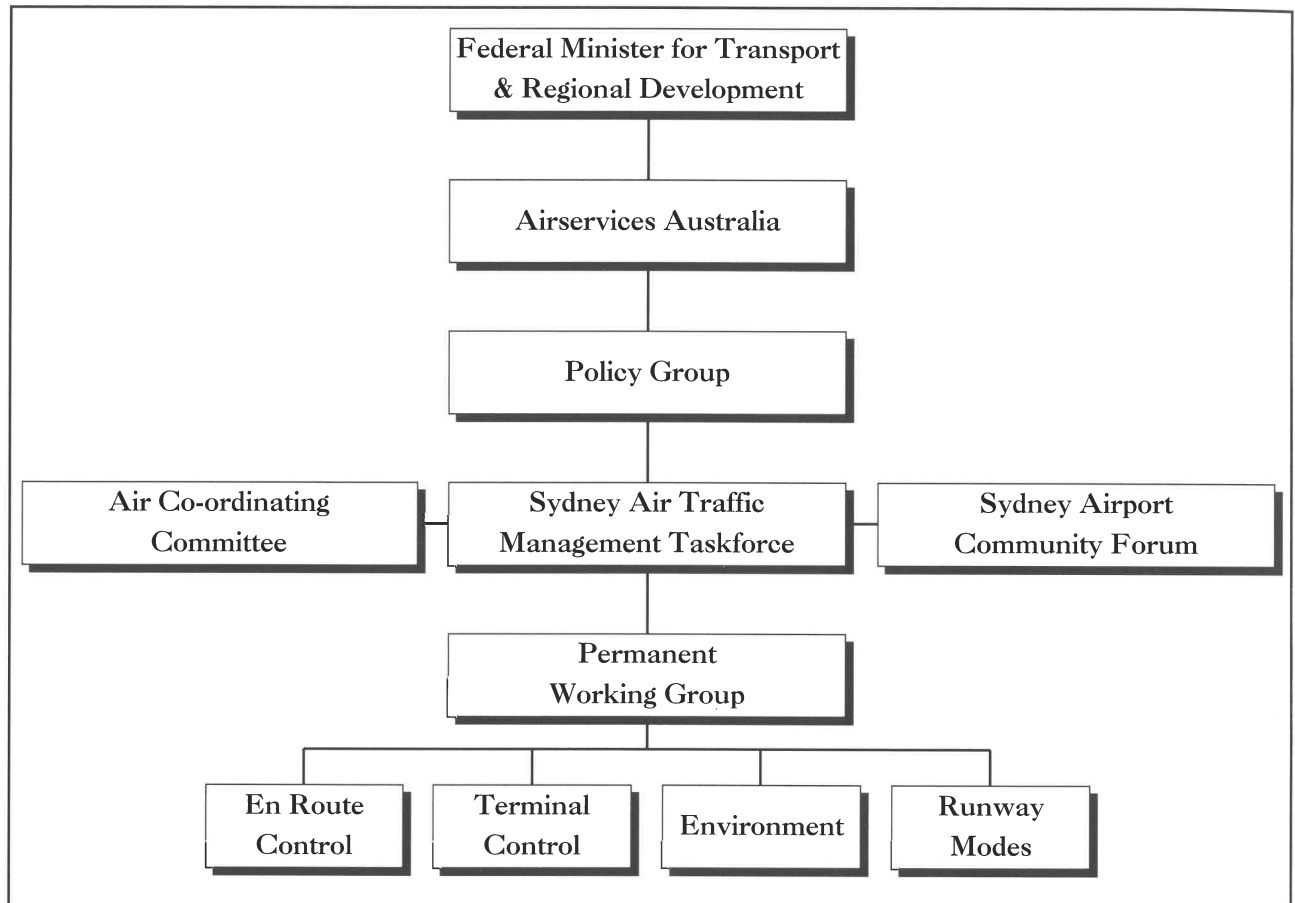 Federal Minister for Transport
& Regional Development
Airservices Australia
Policy Group
Air Co-ordinating
Committee
Sydney Air Traffic
Management Taskforce
Sydney Airport
Community Forum
Permanent
Working Group
En Route
Control
Terminal
Control
Environment
Runway
Modes